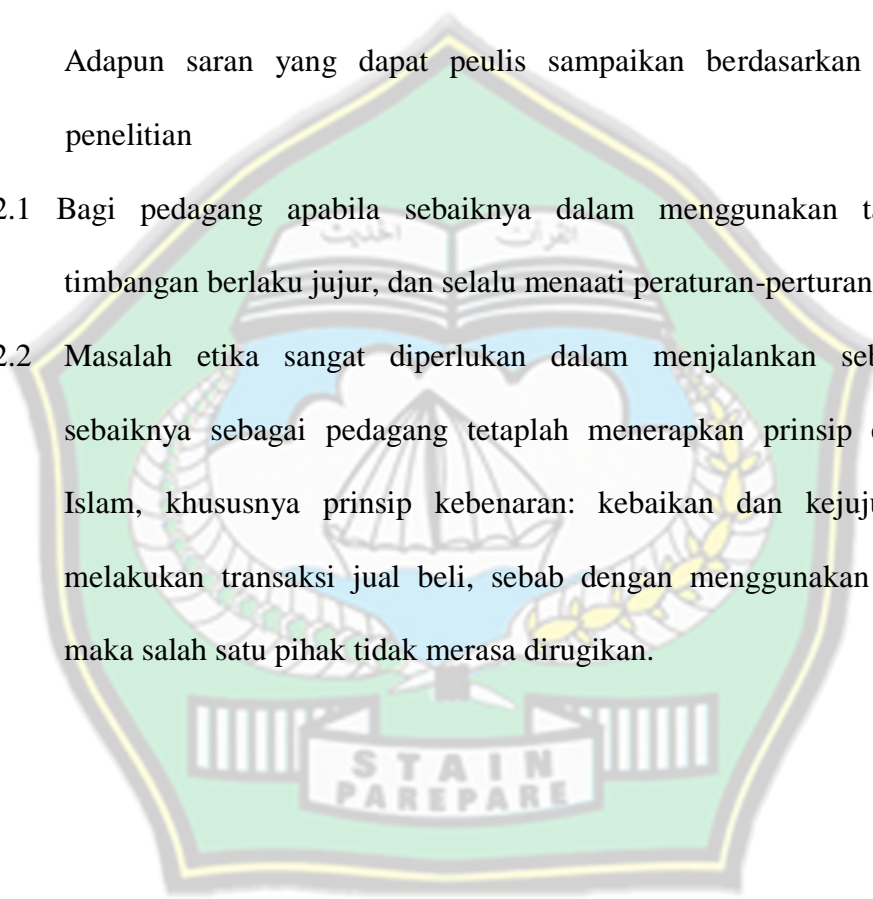 Adapun saran yang dapat peulis sampaikan berdasarkan
penelitian
2.1 Bagi pedagang apabila sebaiknya dalam menggunakan
timbangan berlaku jujur, dan selalu menaati peraturan-perturan
2.2 Masalah etika sangat diperlukan dalam menjalankan
sebaiknya sebagai pedagang tetaplah menerapkan prinsip
Islam, khususnya prinsip kebenaran: kebaikan dan
melakukan transaksi jual beli, sebab dengan menggunakan
maka salah satu pihak tidak merasa dirugikan.
الحديث القرآن
STAIN
PAREPARE